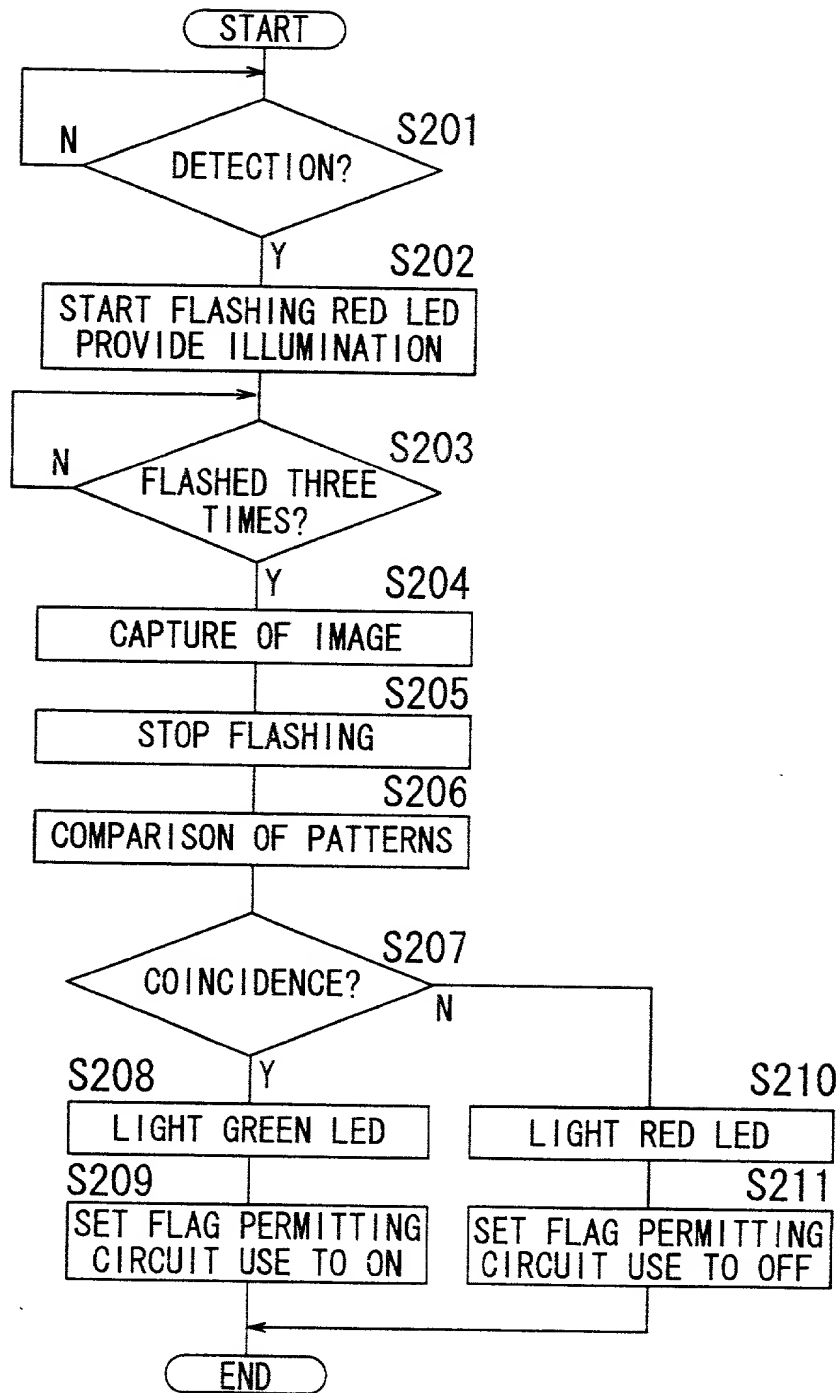 START
S201
N
DETECTION?
Y
S202
START FLASHING RED LED
PROVIDE ILLUMINATION
S203
N
FLASHED THREE
TIMES?
Y
S204
CAPTURE OF IMAGE
S205
STOP FLASHING
S206
COMPARISON OF PATTERNS
S207
COINCIDENCE?
N
Y
S208
LIGHT GREEN LED
S209
SET FLAG PERMITTING
CIRCUIT USE TO ON
S210
LIGHT RED LED
S211
SET FLAG PERMITTING
CIRCUIT USE TO OFF
END